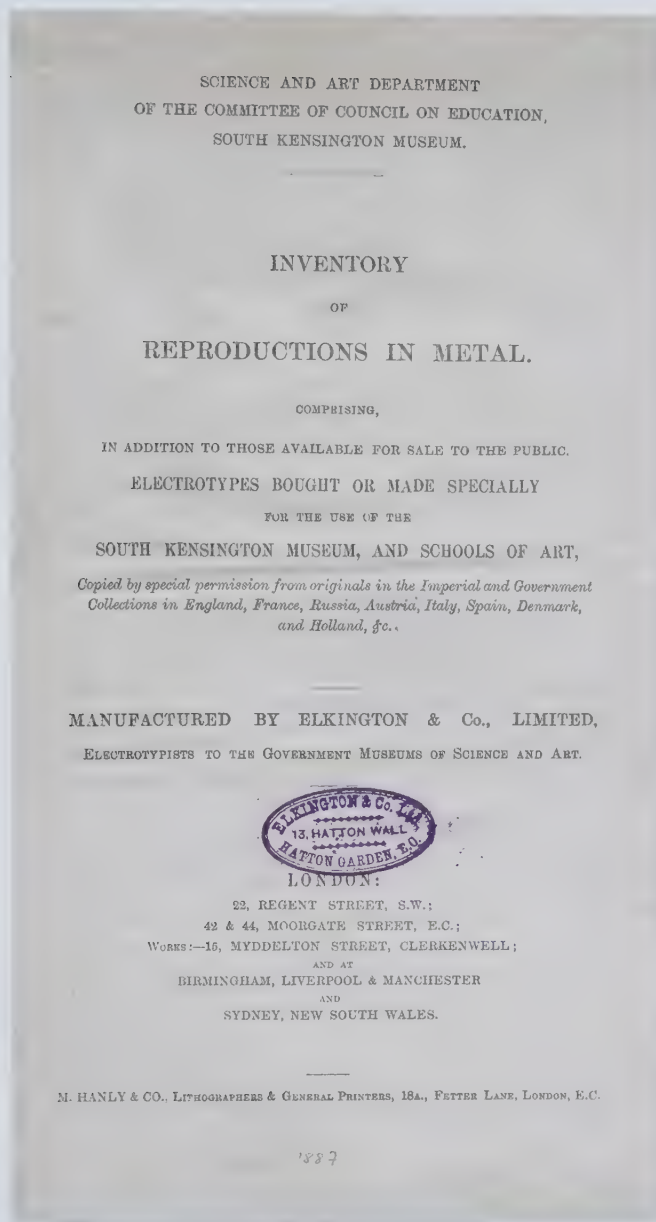 SCIENCE AND ART DEPARTMENT
OF THE COMMITTEE OF COUNCIL ON EDUCATION,
SOUTH KENSINGTON MUSEUM.
INVENTORY
OF
REPRODUCTIONS IN METAL.
COMPRISING,
IN ADDITION TO THOSE AVAILABLE FOR SALE TO THE PUBLIC.
ELECTROTYPES BOUGHT OR MADE SPECIALLY
FOR THE USE OF THE
SOUTH KENSINGTON MUSEUM, AND SCHOOLS OF ART,
Copied by special permission from originals in the Imperial and Government
Collections in England, France, Russia, Austria, Italy, Spain, Denmark,
and Holland, &c..
MANUFACTURED BY ELKINGTON & Co., LIMITED,
ELECTROTYPISTS TO THE GOVERNMENT MUSEUMS OF SCIENCE AND ART.
ELKINGTON & Co. Ltd.
13, HATTON WALL
HATTON GARDEN, E.C.
LONDON:
22, REGENT STREET, S.W.;
42 & 44, MOORGATE STREET, E.C.;
WORKS:—15, MYDDELTON STREET, CLERKENWELL;
AND AT
BIRMINGHAM, LIVERPOOL & MANCHESTER
AND
SYDNEY, NEW SOUTH WALES.
M. HANLY & CO., LITHOGRAPHERS & GENERAL PRINTERS, 18A., FETTER LANE, LONDON, E.C.
'887